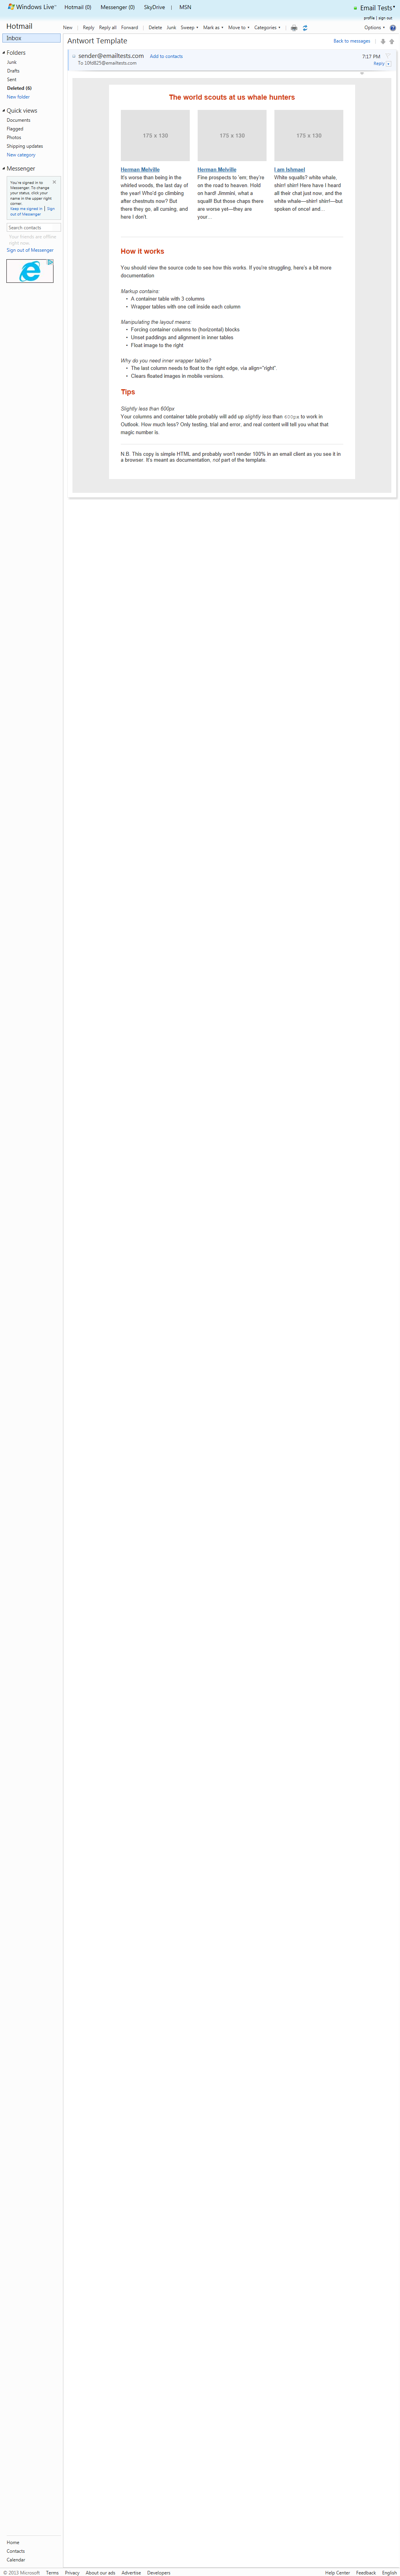 Windows Live™ Hotmail (0) Messenger (0) SkyDrive | MSN
Email Tests
profile | sign out
Hotmail
New | Reply Reply all Forward | Delete Junk Sweep Mark as Move to Categories
Options
Inbox
Folders
Junk
Drafts
Sent
Deleted (6)
New folder
Quick views
Documents
Flagged
Photos
Shipping updates
New category
Messenger
You're signed in to
Messenger. To change
your status, click your
name in the upper right
corner.
Keep me signed in | Sign
out of Messenger
Search contacts
Your friends are offline
right now.
Sign out of Messenger
Antwort Template
Back to messages
sender@emailtests.com Add to contacts
7:17 PM
Reply
The world scouts at us whale hunters
175 x 130
175 x 130
175 x 130
Herman Melville
It's worse than being in the
whirled woods, the last day of
the year! Who'd go climbing
after chestnuts now? But
there they go, all cursing, and
here I don't.
Herman Melville
Fine prospects to 'em; they're
on the road to heaven. Hold
on hard! Jimmini, what a
squall! But those chaps there
are worse yet—they are
your…
I am Ishmael
White squalls? white whale,
shirr! shirr! Here have I heard
all their chat just now, and the
white whale—shirr! shirr!—but
spoken of once! and…
How it works
You should view the source code to see how this works. If you're struggling, here's a bit more
documentation
Markup contains:
• A container table with 3 columns
• Wrapper tables with one cell inside each column
Manipulating the layout means:
• Forcing container columns to (horizontal) blocks
• Unset paddings and alignment in inner tables
• Float image to the right
Why do you need inner wrapper tables?
• The last column needs to float to the right edge, via align="right".
• Clears floated images in mobile versions.
Tips
Slightly less than 600px
Your columns and container table probably will add up slightly less than 600px to work in
Outlook. How much less? Only testing, trial and error, and real content will tell you what that
magic number is.
N.B. This copy is simple HTML and probably won't render 100% in an email client as you see it in
a browser. It's meant as documentation, not part of the template.
Home
Contacts
Calendar
© 2013 Microsoft Terms Privacy About our ads Advertise Developers
Help Center Feedback English